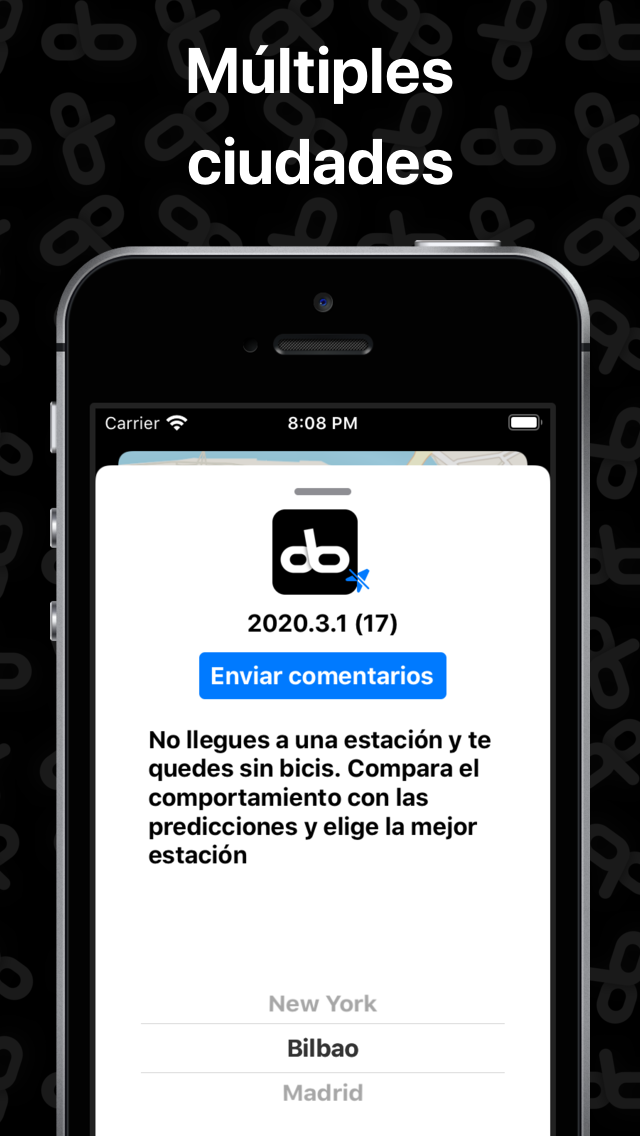 Múltiples
ciudades
Carrier
8:08 PM
2020.3.1 (17)
Enviar comentarios
No llegues a una estación y te
quedes sin bicis. Compara el
comportamiento con las
predicciones y elige la mejor
estación
New York
Bilbao
Madrid